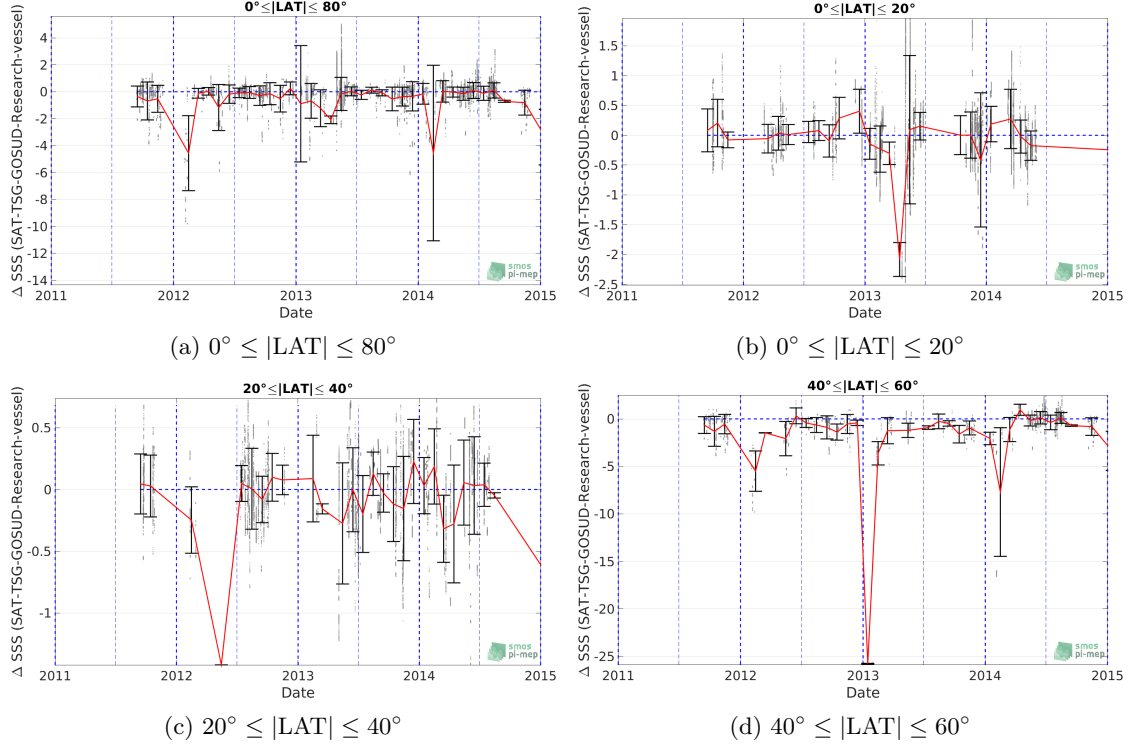 0°≤|LAT|≤ 80°
Δ SSS (SAT-TSG-GOSUD-Research-vessel)
4
2
0
-2
-4
-6
-8
-10
-12
-14
2011
2012
2013
2014
2015
Date
smos
pi-mep
(a) 0° ≤ |LAT| ≤ 80°
0°≤|LAT|≤ 20°
Δ SSS (SAT-TSG-GOSUD-Research-vessel)
1.5
1
0.5
0
-0.5
-1
-1.5
-2
-2.5
2011
2012
2013
2014
2015
Date
smos
pi-mep
(b) 0° ≤ |LAT| ≤ 20°
20°≤|LAT|≤ 40°
Δ SSS (SAT-TSG-GOSUD-Research-vessel)
0.5
0
-0.5
-1
2011
2012
2013
2014
2015
Date
smos
pi-mep
(c) 20° ≤ |LAT| ≤ 40°
40°≤|LAT|≤ 60°
Δ SSS (SAT-TSG-GOSUD-Research-vessel)
0
-5
-10
-15
-20
-25
2011
2012
2013
2014
2015
Date
smos
pi-mep
(d) 40° ≤ |LAT| ≤ 60°